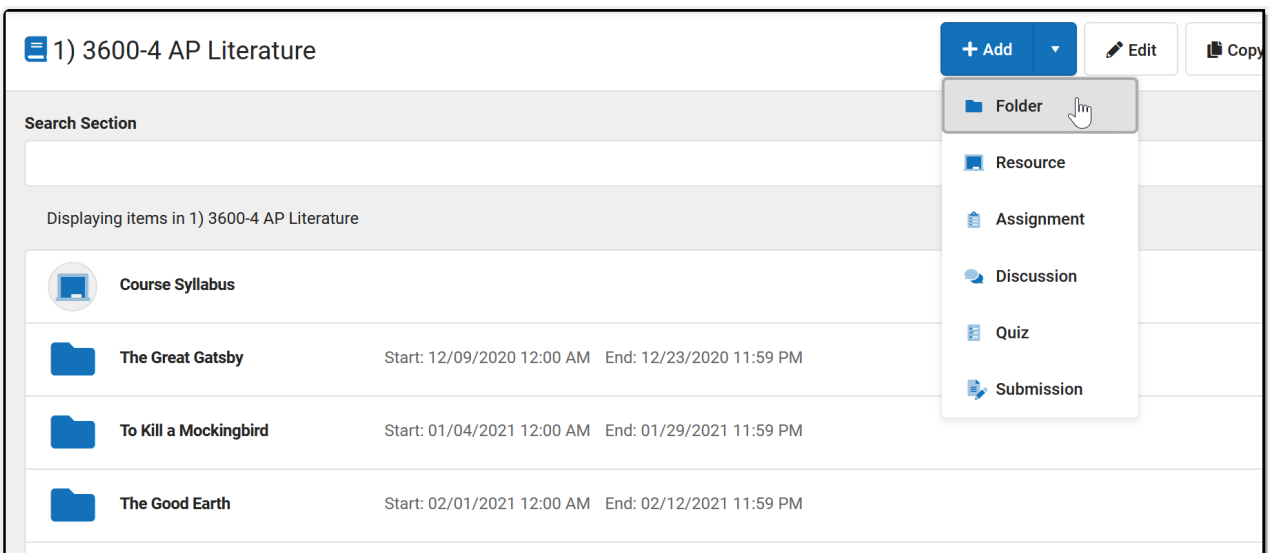 1) 3600-4 AP Literature
+ Add
Edit
Copy
Folder
Search Section
Resource
Assignment
Displaying items in 1) 3600-4 AP Literature
Discussion
Course Syllabus
Quiz
The Great Gatsby Start: 12/09/2020 12:00 AM End: 12/23/2020 11:59 PM
Submission
To Kill a Mockingbird Start: 01/04/2021 12:00 AM End: 01/29/2021 11:59 PM
The Good Earth Start: 02/01/2021 12:00 AM End: 02/12/2021 11:59 PM